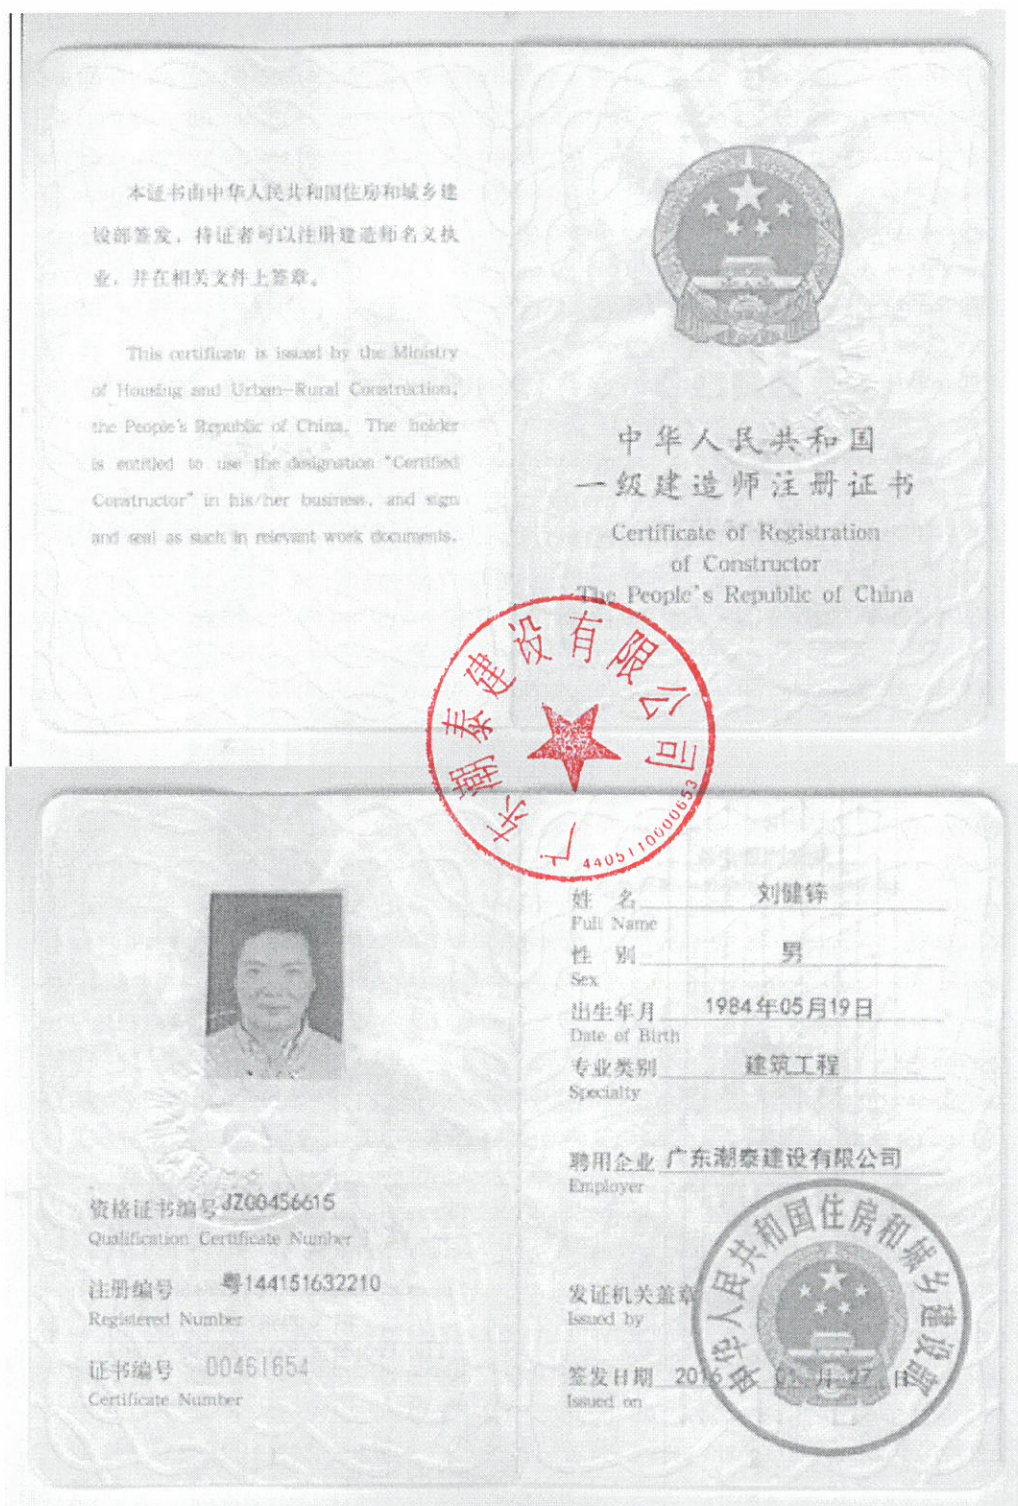 本证书由中华人民共和国住房和城乡建
设部签发，持证者可以注册建造师名义执
业，并在相关文件上签章。
This certificate is issued by the Ministry
of Housing and Urban-Rural Construction,
the People's Republic of China. The holder
is entitled to use the designation "Certified
Constructor" in his/her business, and sign
and seal as such in relevant work documents.
中华人民共和国
一级建造师注册证书
Certificate of Registration
of Constructor
The People's Republic of China
广东潮泰建设有限公司
4405110000653
资格证书编号 JZ00456615
Qualification Certificate Number
注册编号 粤144151632210
Registered Number
证书编号 00461654
Certificate Number
姓 名 刘健锋
Full Name
性 别 男
Sex
出生年月 1984年05月19日
Date of Birth
专业类别 建筑工程
Specialty
聘用企业 广东潮泰建设有限公司
Employer
发证机关盖章
Issued by
签发日期 2016 年 01 月 27 日
Issued on
中华人民共和国住房和城乡建设部